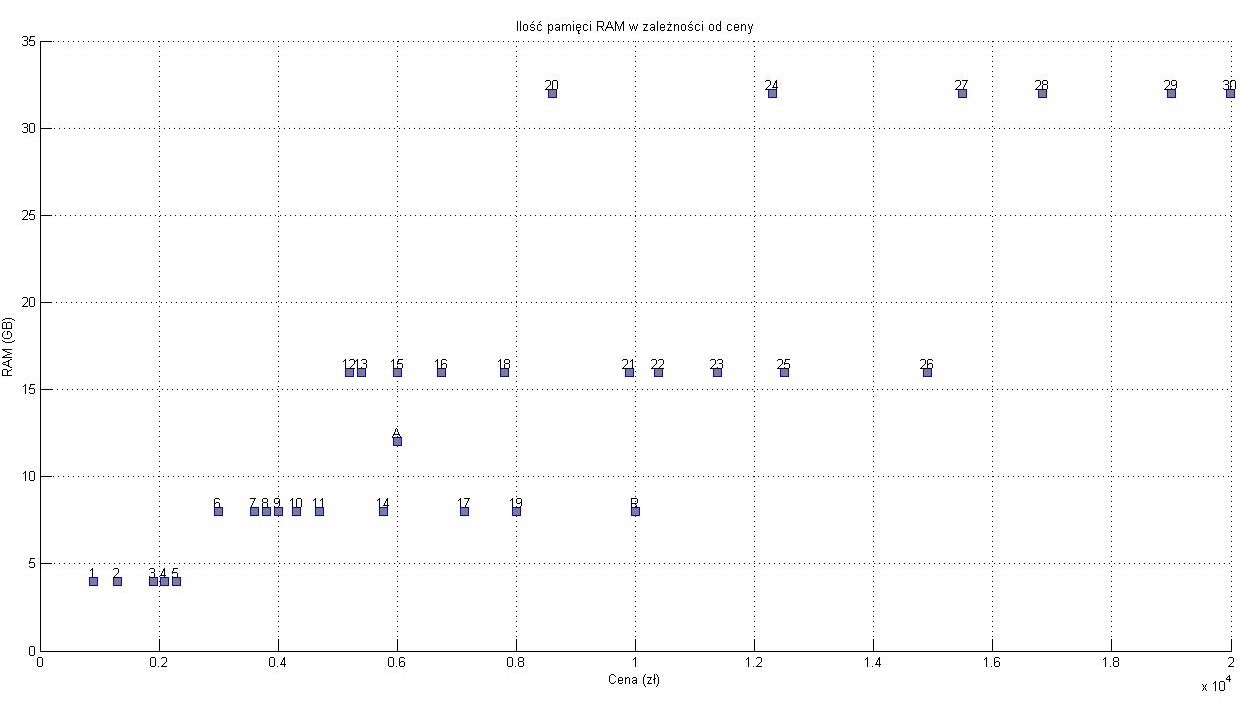 Ilość pamięci RAM w zależności od ceny
35
20 24 27 28 29 30
30
25
20
RAM (GB)
12 13 15 16 18 21 22 23 25 26
15
A
10
6 7 8 9 10 11 14 17 19 B
5
1 2 3 4 5
0
0 0.2 0.4 0.6 0.8 1 1.2 1.4 1.6 1.8 2
Cena (zł)
x 10^4